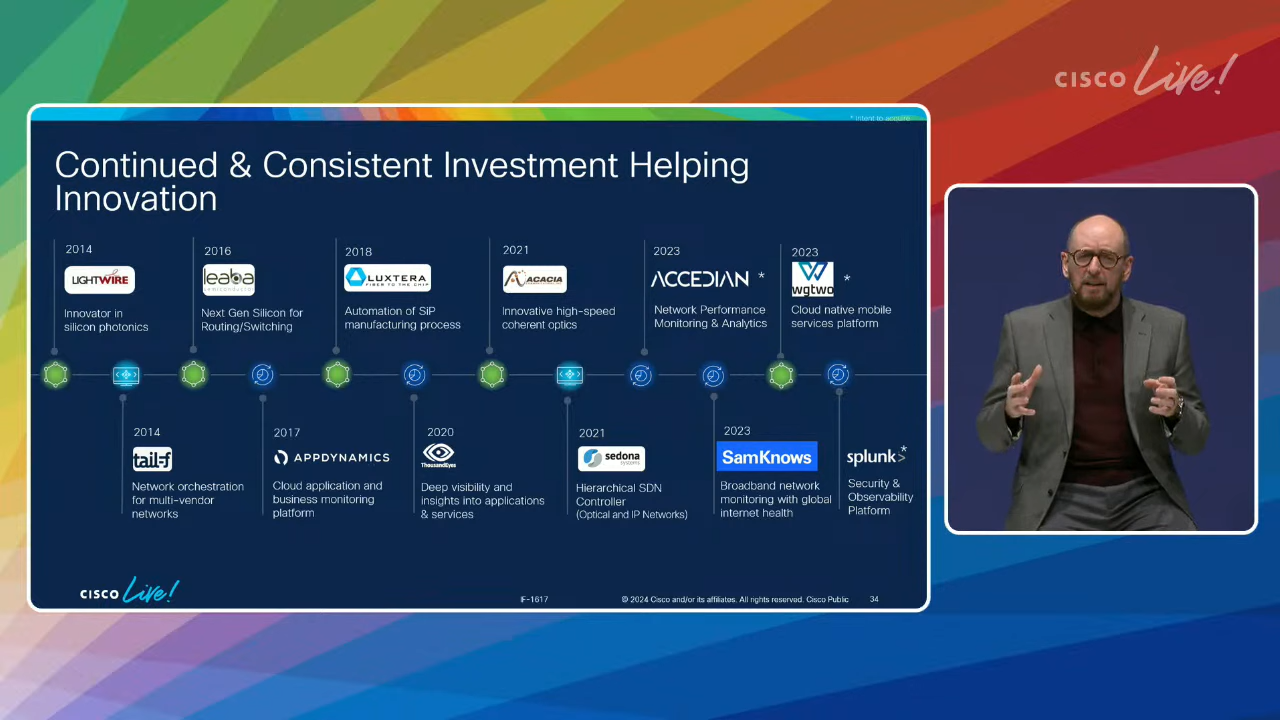 CISCO Live!
* Intent to acquire
Continued & Consistent Investment Helping
Innovation
2014
LIGHTWIRE
Innovator in
silicon photonics
2016
leaba
semiconductor
Next Gen Silicon for
Routing/Switching
2018
LUXTERA
FIBER TO THE CHIP
Automation of SiP
manufacturing process
2021
ACACIA
Innovative high-speed
coherent optics
2023
ACCEDIAN *
Network Performance
Monitoring & Analytics
2023
wgtwo *
Cloud native mobile
services platform
2014
tail-f
Network orchestration
for multi-vendor
networks
2017
APPDYNAMICS
Cloud application and
business monitoring
platform
2020
ThousandEyes
Deep visibility and
insights into applications
& services
2021
sedona
systems
Hierarchical SDN
Controller
(Optical and IP Networks)
2023
SamKnows
Broadband network
monitoring with global
internet health
splunk> *
Security &
Observability
Platform
CISCO Live!
IF-1617
© 2024 Cisco and/or its affiliates. All rights reserved. Cisco Public
34